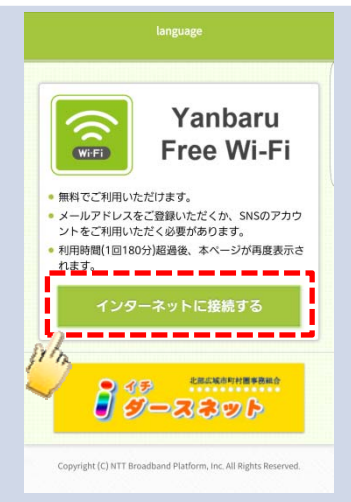 language
Wi-Fi
Yanbaru
Free Wi-Fi
無料でご利用いただけます。
メールアドレスをご登録いただくか、SNSのアカウ
ントをご利用いただく必要があります。
利用時間(1回180分)超過後、本ページが再度表示さ
れます。
インターネットに接続する
北部広域市町村圏事務組合
イチ
ダースネット
Copyright (C) NTT Broadband Platform, Inc. All Rights Reserved.